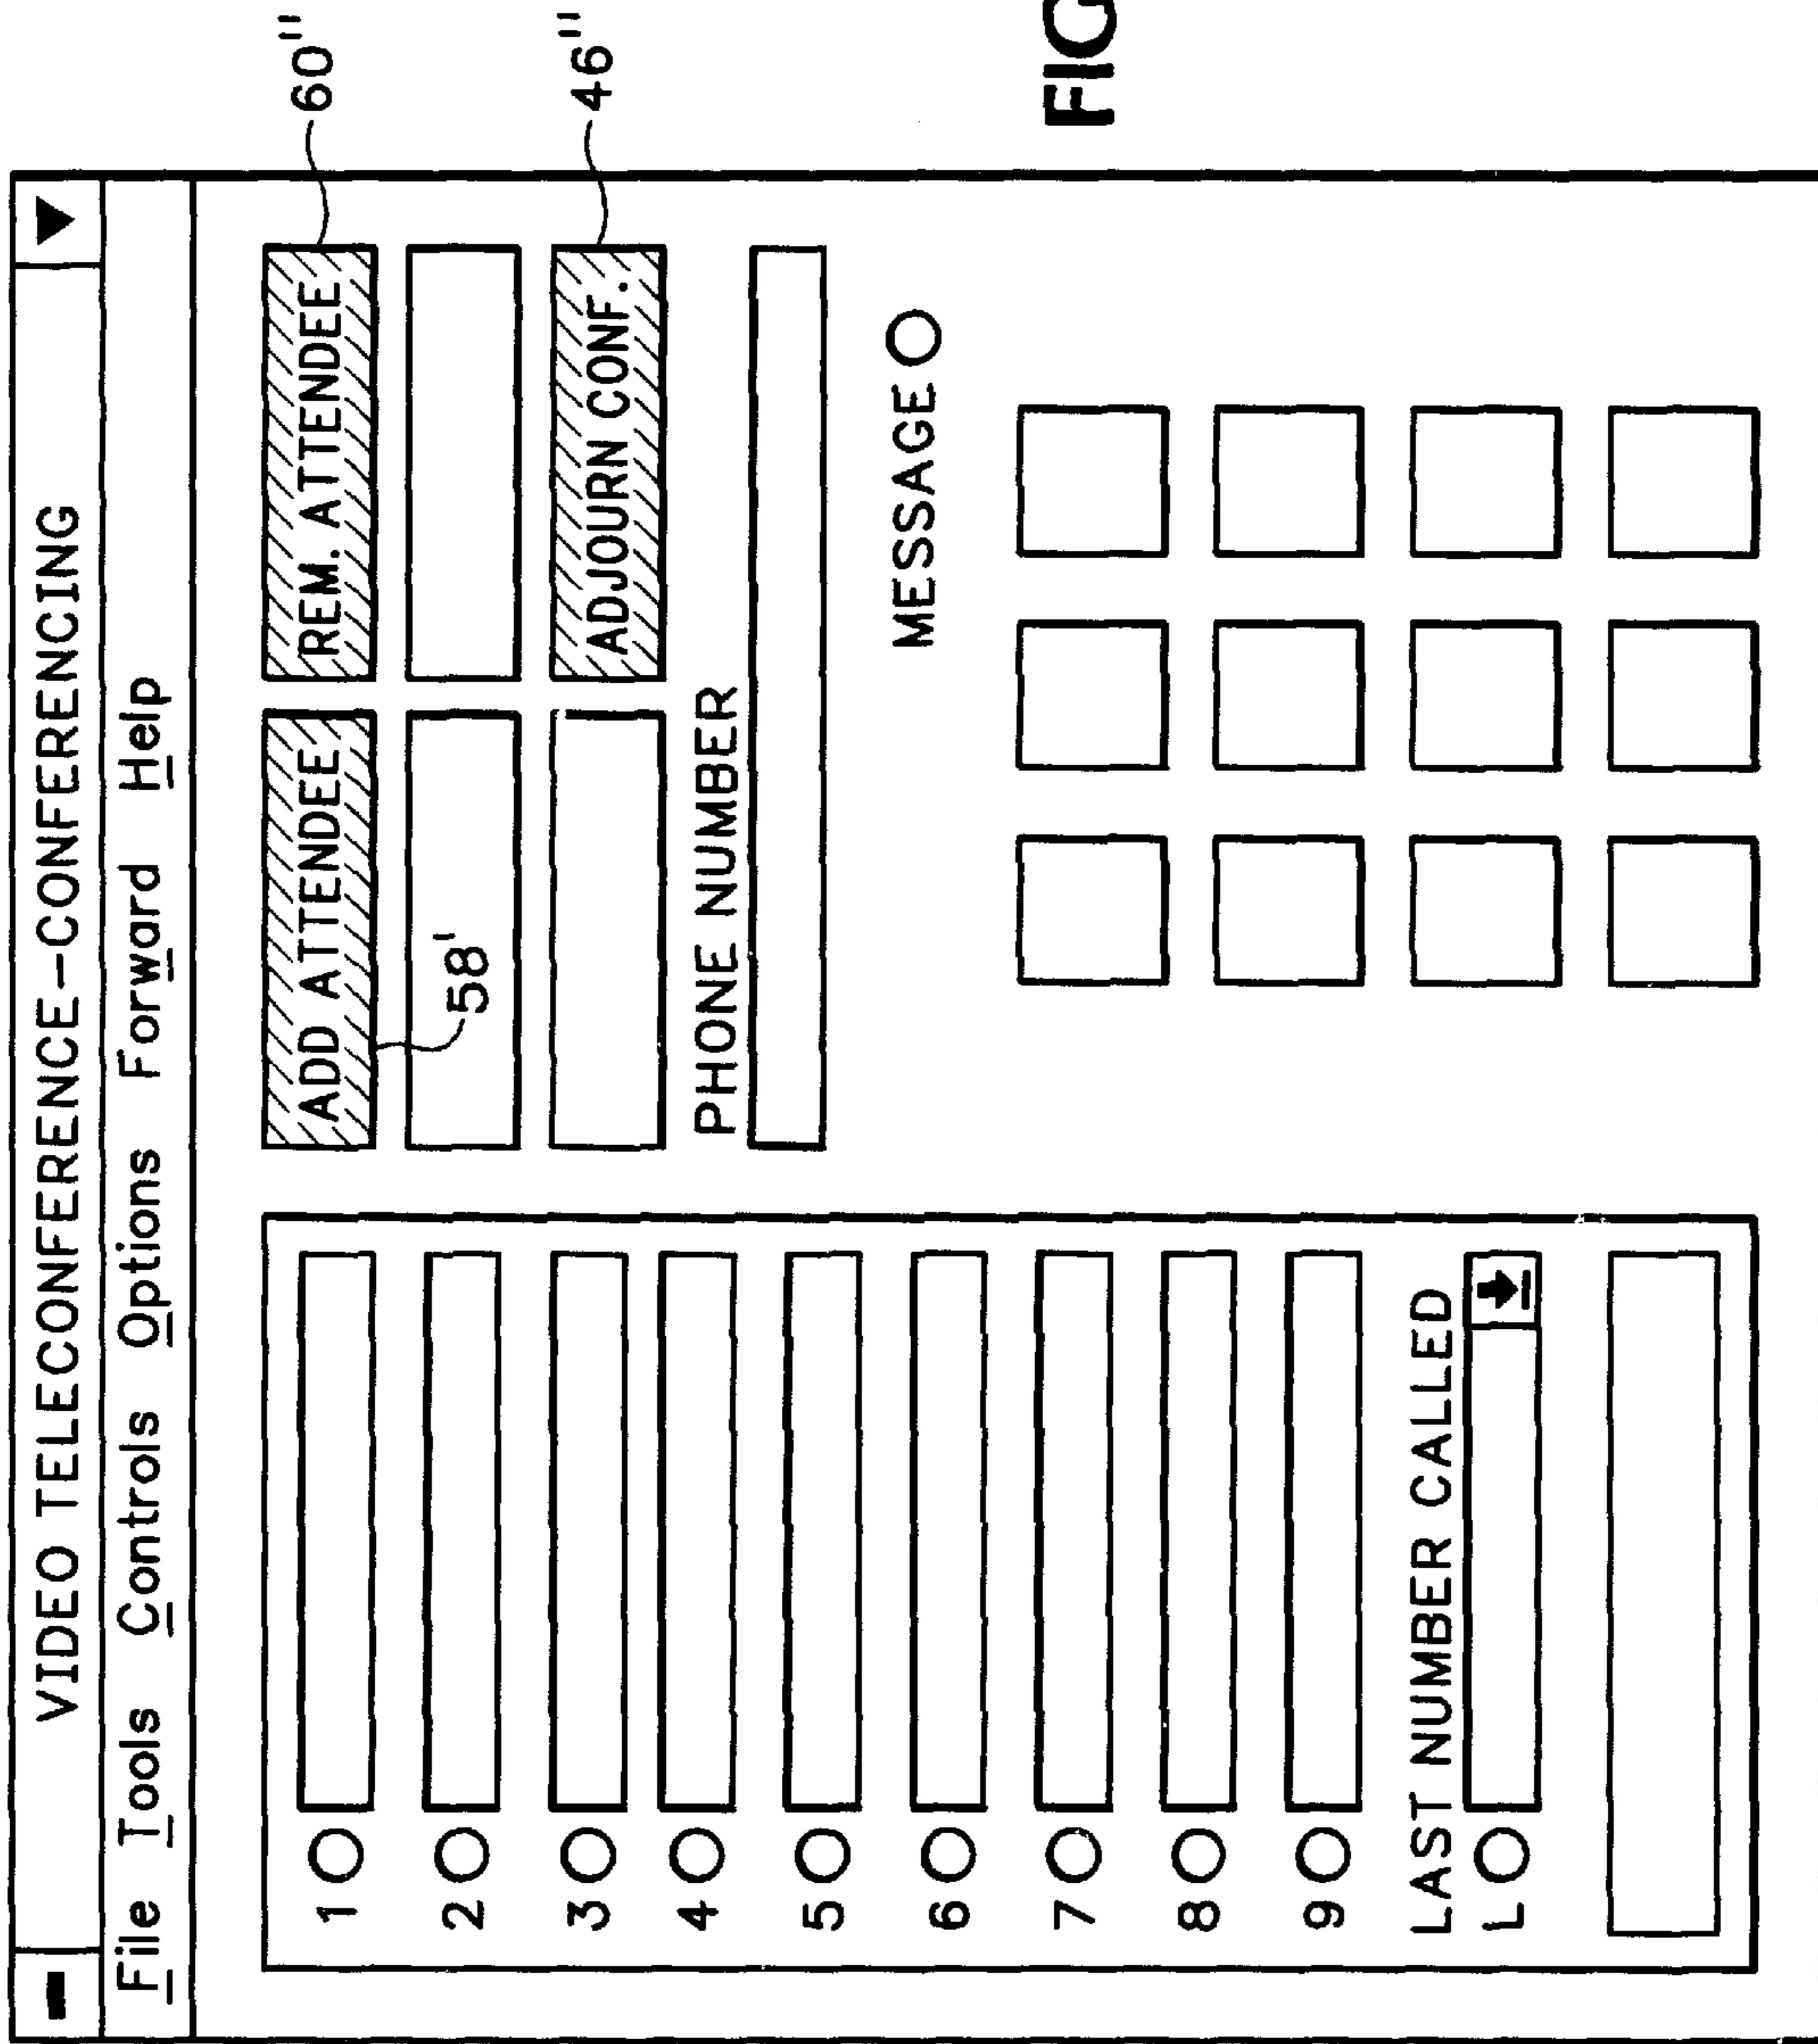 VIDEO TELECONFERENCE-CONFERENCING
File Tools Controls Options Forward Help
1
2
3
4
5
6
7
8
9
LAST NUMBER CALLED
L
ADD ATTENDEE
REM. ATTENDEE
60"
58'
ADJOURN CONF.
46"
PHONE NUMBER
MESSAGE
FIG